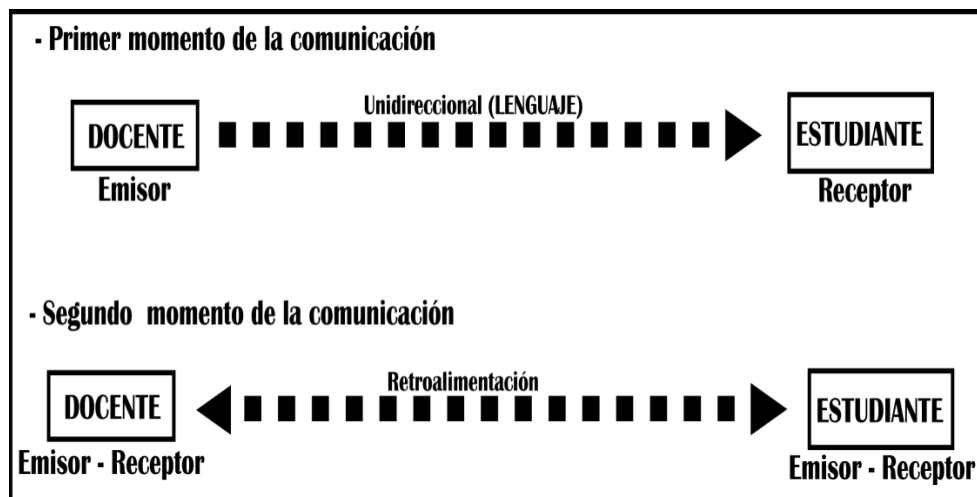 - Primer momento de la comunicación
Unidireccional (LENGUAJE)
DOCENTE
ESTUDIANTE
Emisor
Receptor
- Segundo momento de la comunicación
Retroalimentación
DOCENTE
ESTUDIANTE
Emisor - Receptor
Emisor - Receptor